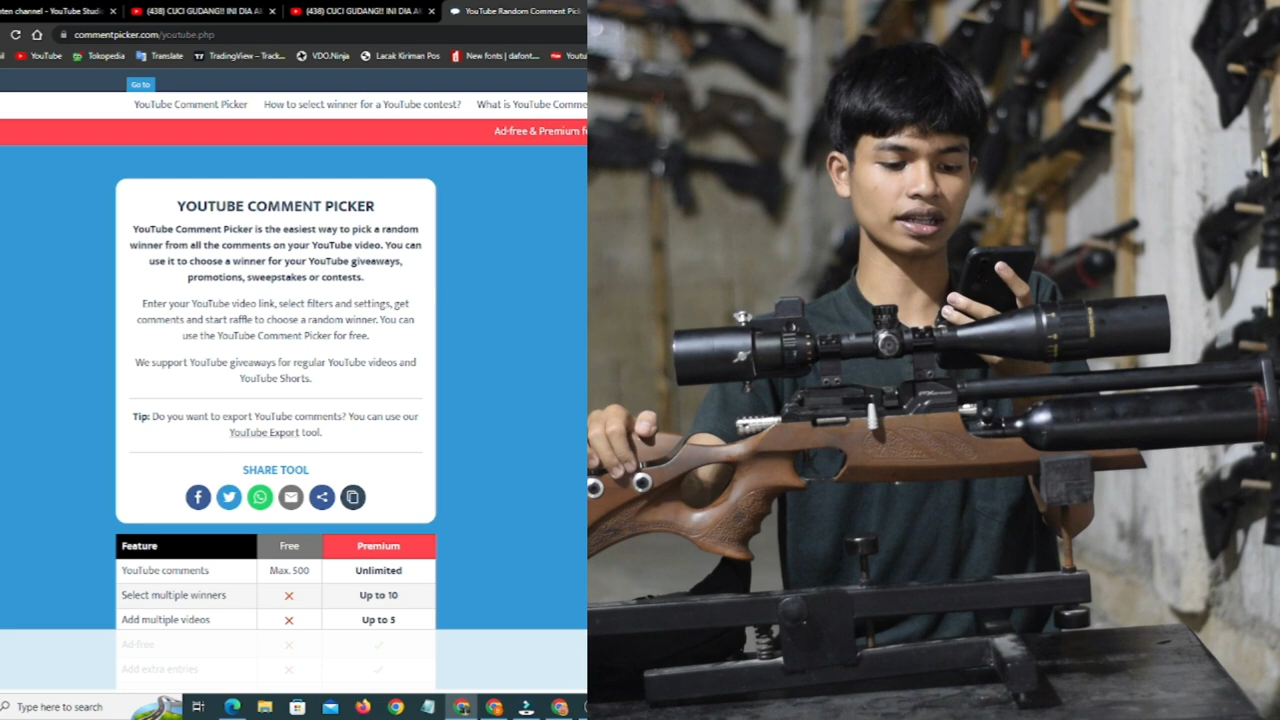 ten channel - YouTube Studi
(438) CUCI GUDANG!! INI DIA A
(438) CUCI GUDANG!! INI DIA A
YouTube Random Comment Pick
commentpicker.com/youtube.php
YouTube
Tokopedia
Translate
TradingView – Track...
VDO.Ninja
Lacak Kiriman Pos
New fonts | dafont....
Youtu
Go to
YouTube Comment Picker
How to select winner for a YouTube contest?
What is YouTube Comme
Ad-free & Premium f
YOUTUBE COMMENT PICKER
YouTube Comment Picker is the easiest way to pick a random
winner from all the comments on your YouTube video. You can
use it to choose a winner for your YouTube giveaways,
promotions, sweepstakes or contests.
Enter your YouTube video link, select filters and settings, get
comments and start raffle to choose a random winner. You can
use the YouTube Comment Picker for free.
We support YouTube giveaways for regular YouTube videos and
YouTube Shorts.
Tip: Do you want to export YouTube comments? You can use our
YouTube Export tool.
SHARE TOOL
Feature Free Premium
YouTube comments Max. 500 Unlimited
Select multiple winners Up to 10
Add multiple videos Up to 5
Ad-free
Add extra entries
Type here to search